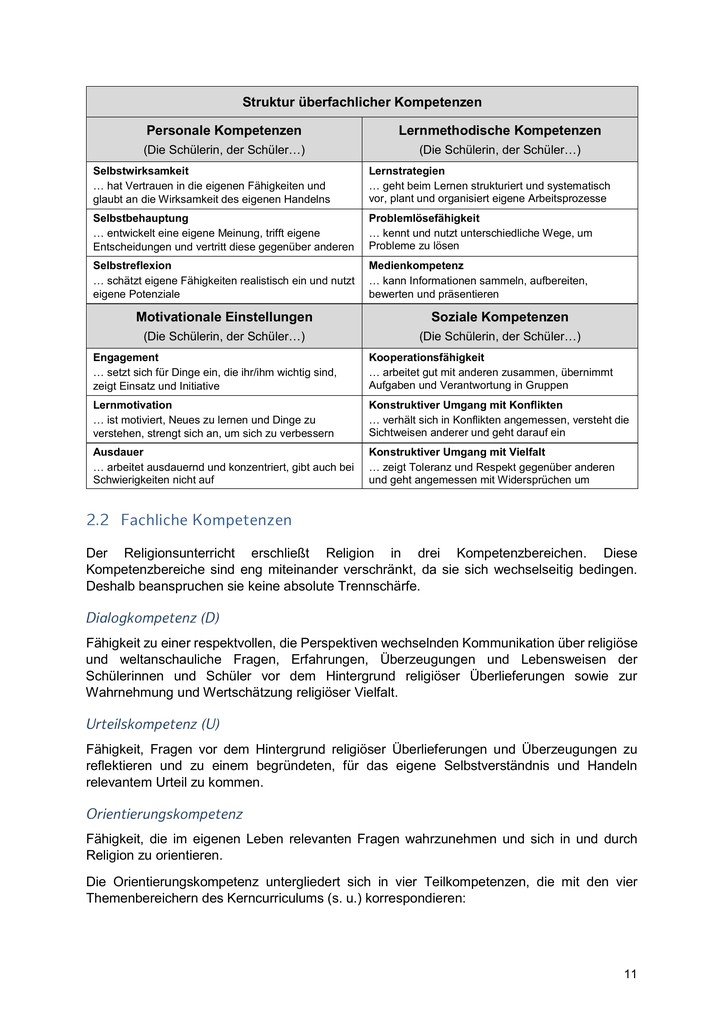 Struktur überfachlicher Kompetenzen
Personale Kompetenzen
(Die Schülerin, der Schüler…)
Lernmethodische Kompetenzen
(Die Schülerin, der Schüler…)
Selbstwirksamkeit
… hat Vertrauen in die eigenen Fähigkeiten und
glaubt an die Wirksamkeit des eigenen Handelns
Lernstrategien
… geht beim Lernen strukturiert und systematisch
vor, plant und organisiert eigene Arbeitsprozesse
Selbstbehauptung
… entwickelt eine eigene Meinung, trifft eigene
Entscheidungen und vertritt diese gegenüber anderen
Problemlösefähigkeit
… kennt und nutzt unterschiedliche Wege, um
Probleme zu lösen
Selbstreflexion
… schätzt eigene Fähigkeiten realistisch ein und nutzt
eigene Potenziale
Medienkompetenz
… kann Informationen sammeln, aufbereiten,
bewerten und präsentieren
Motivationale Einstellungen
(Die Schülerin, der Schüler…)
Soziale Kompetenzen
(Die Schülerin, der Schüler…)
Engagement
… setzt sich für Dinge ein, die ihr/ihm wichtig sind,
zeigt Einsatz und Initiative
Kooperationsfähigkeit
… arbeitet gut mit anderen zusammen, übernimmt
Aufgaben und Verantwortung in Gruppen
Lernmotivation
… ist motiviert, Neues zu lernen und Dinge zu
verstehen, strengt sich an, um sich zu verbessern
Konstruktiver Umgang mit Konflikten
… verhält sich in Konflikten angemessen, versteht die
Sichtweisen anderer und geht darauf ein
Ausdauer
… arbeitet ausdauernd und konzentriert, gibt auch bei
Schwierigkeiten nicht auf
Konstruktiver Umgang mit Vielfalt
… zeigt Toleranz und Respekt gegenüber anderen
und geht angemessen mit Widersprüchen um
2.2 Fachliche Kompetenzen
Der Religionsunterricht erschließt Religion in drei Kompetenzbereichen. Diese
Kompetenzbereiche sind eng miteinander verschränkt, da sie sich wechselseitig bedingen.
Deshalb beanspruchen sie keine absolute Trennschärfe.
Dialogkompetenz (D)
Fähigkeit zu einer respektvollen, die Perspektiven wechselnden Kommunikation über religiöse
und weltanschauliche Fragen, Erfahrungen, Überzeugungen und Lebensweisen der
Schülerinnen und Schüler vor dem Hintergrund religiöser Überlieferungen sowie zur
Wahrnehmung und Wertschätzung religiöser Vielfalt.
Urteilskompetenz (U)
Fähigkeit, Fragen vor dem Hintergrund religiöser Überlieferungen und Überzeugungen zu
reflektieren und zu einem begründeten, für das eigene Selbstverständnis und Handeln
relevantem Urteil zu kommen.
Orientierungskompetenz
Fähigkeit, die im eigenen Leben relevanten Fragen wahrzunehmen und sich in und durch
Religion zu orientieren.
Die Orientierungskompetenz untergliedert sich in vier Teilkompetenzen, die mit den vier
Themenbereichern des Kerncurriculums (s. u.) korrespondieren:
11